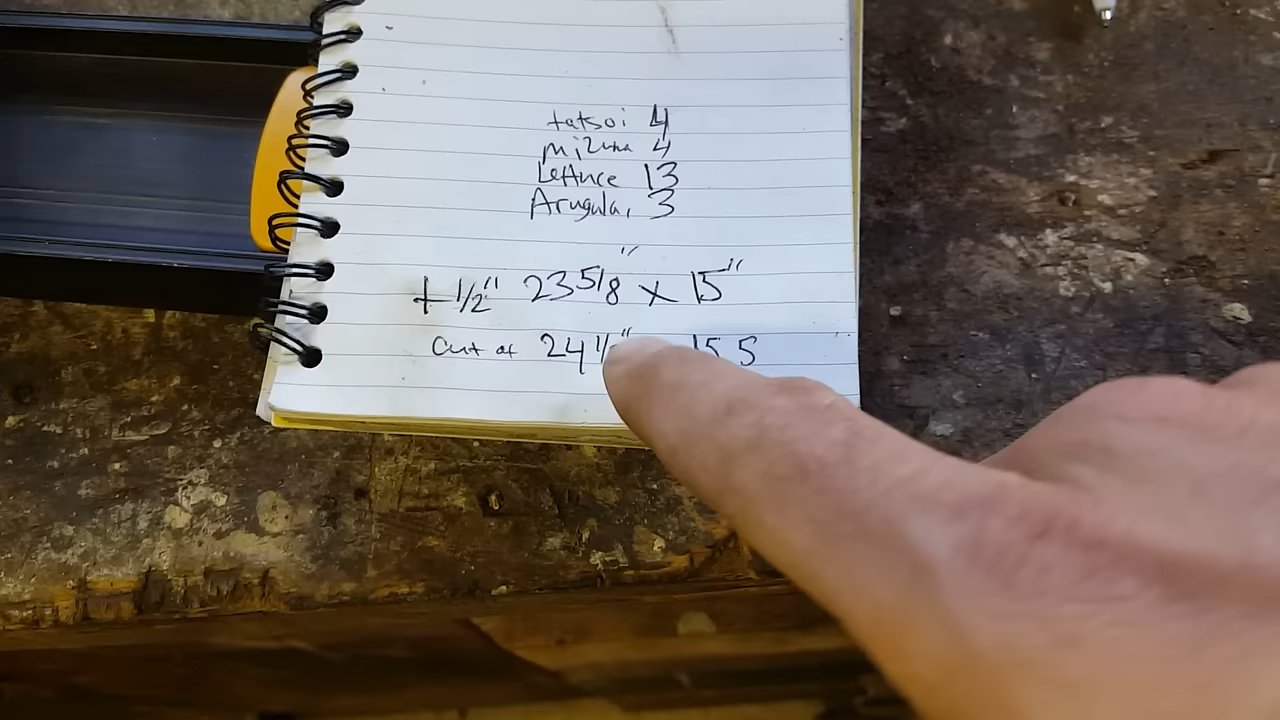 tatsoi 4
mizuna 4
Lettuce 13
Arugula, 3
+ 1/2" 23 5/8" x 15"
Cut at 24 1/ " 15 5